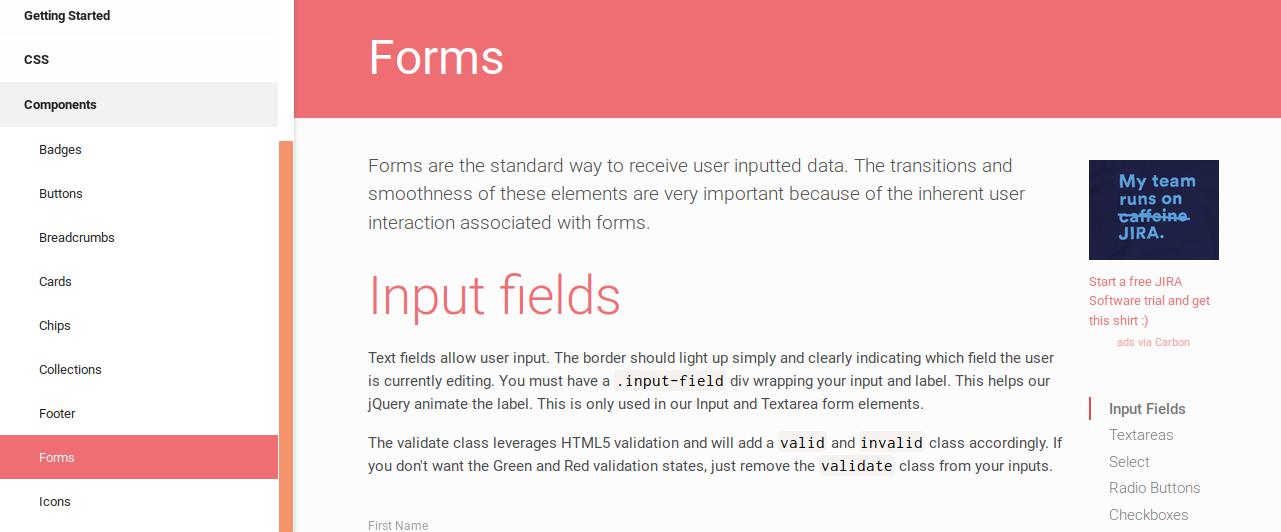 Getting Started
CSS
Components
Badges
Buttons
Breadcrumbs
Cards
Chips
Collections
Footer
Forms
Icons
Forms
Forms are the standard way to receive user inputted data. The transitions and
smoothness of these elements are very important because of the inherent user
interaction associated with forms.
Input fields
Text fields allow user input. The border should light up simply and clearly indicating which field the user
is currently editing. You must have a .input-field div wrapping your input and label. This helps our
jQuery animate the label. This is only used in our Input and Textarea form elements.
The validate class leverages HTML5 validation and will add a valid and invalid class accordingly. If
you don't want the Green and Red validation states, just remove the validate class from your inputs.
First Name
My team
runs on
caffeine
JIRA.
Start a free JIRA
Software trial and get
this shirt :)
ads via Carbon
Input Fields
Textareas
Select
Radio Buttons
Checkboxes